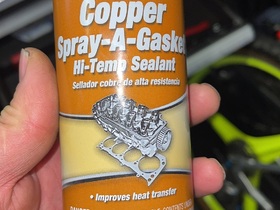 Copper
Spray-A-Gasket
Hi-Temp Sealant
Sellador cobre de alta resistencia
• Improves heat transfer